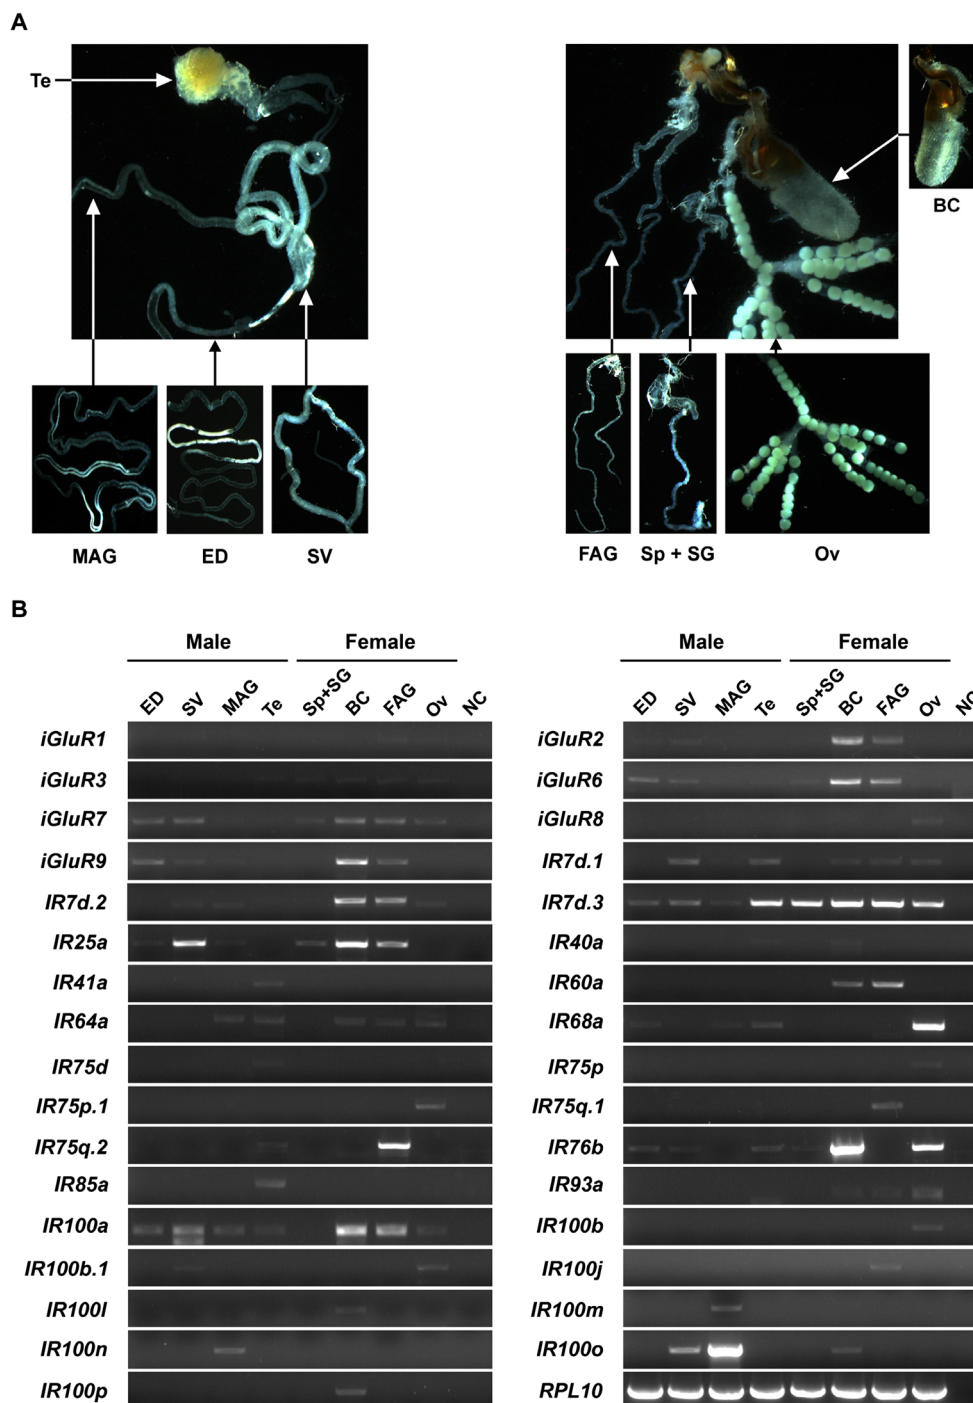 A
Te
BC
MAG ED SV
FAG Sp + SG Ov
B
Male Female
ED SV MAG Te Sp+SG BC FAG Ov NC
iGluR1
iGluR3
iGluR7
iGluR9
IR7d.2
IR25a
IR41a
IR64a
IR75d
IR75p.1
IR75q.2
IR85a
IR100a
IR100b.1
IR100l
IR100n
IR100p
Male Female
ED SV MAG Te Sp+SG BC FAG Ov NC
iGluR2
iGluR6
iGluR8
IR7d.1
IR7d.3
IR40a
IR60a
IR68a
IR75p
IR75q.1
IR76b
IR93a
IR100b
IR100j
IR100m
IR100o
RPL10